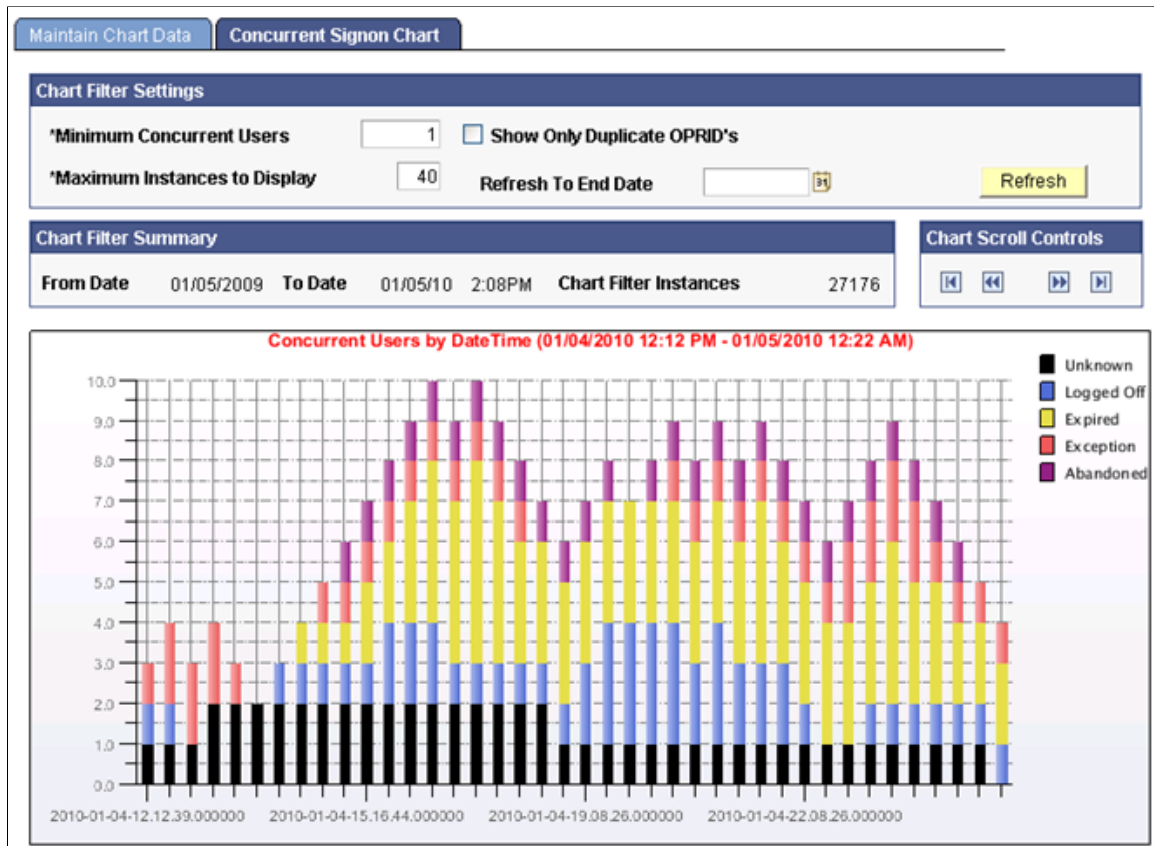 Maintain Chart Data
Concurrent Signon Chart
Chart Filter Settings
*Minimum Concurrent Users 1 Show Only Duplicate OPRID's
*Maximum Instances to Display 40 Refresh To End Date 31 Refresh
Chart Filter Summary
From Date 01/05/2009 To Date 01/05/10 2:08PM Chart Filter Instances 27176
Chart Scroll Controls
Concurrent Users by DateTime (01/04/2010 12:12 PM - 01/05/2010 12:22 AM)
Unknown
Logged Off
Expired
Exception
Abandoned
10.0
9.0
8.0
7.0
6.0
5.0
4.0
3.0
2.0
1.0
0.0
2010-01-04-12.12.39.000000 2010-01-04-15.16.44.000000 2010-01-04-19.08.26.000000 2010-01-04-22.08.26.000000